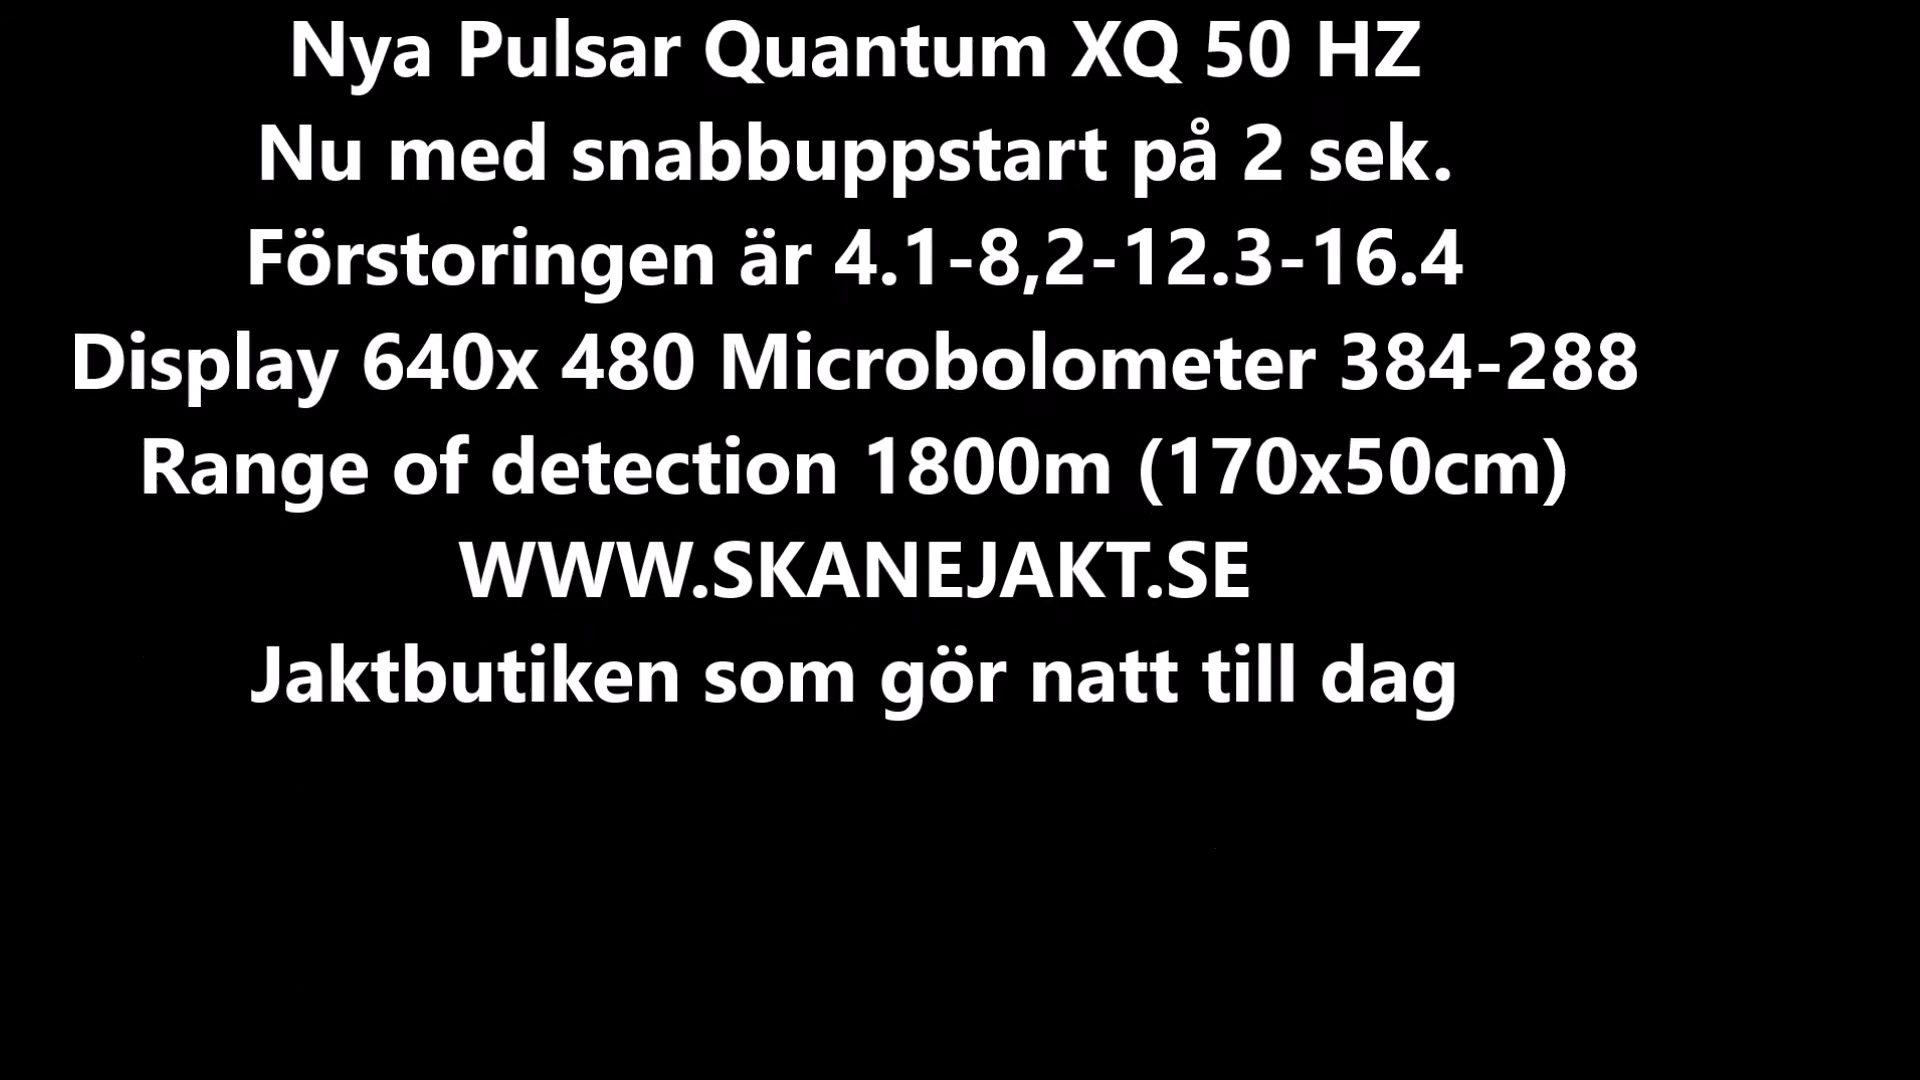 Nya Pulsar Quantum XQ 50 HZ
Nu med snabbuppstart på 2 sek.
Förstoringen är 4.1-8,2-12.3-16.4
Display 640x 480 Microbolometer 384-288
Range of detection 1800m (170x50cm)
WWW.SKANEJAKT.SE
Jaktbutiken som gör natt till dag